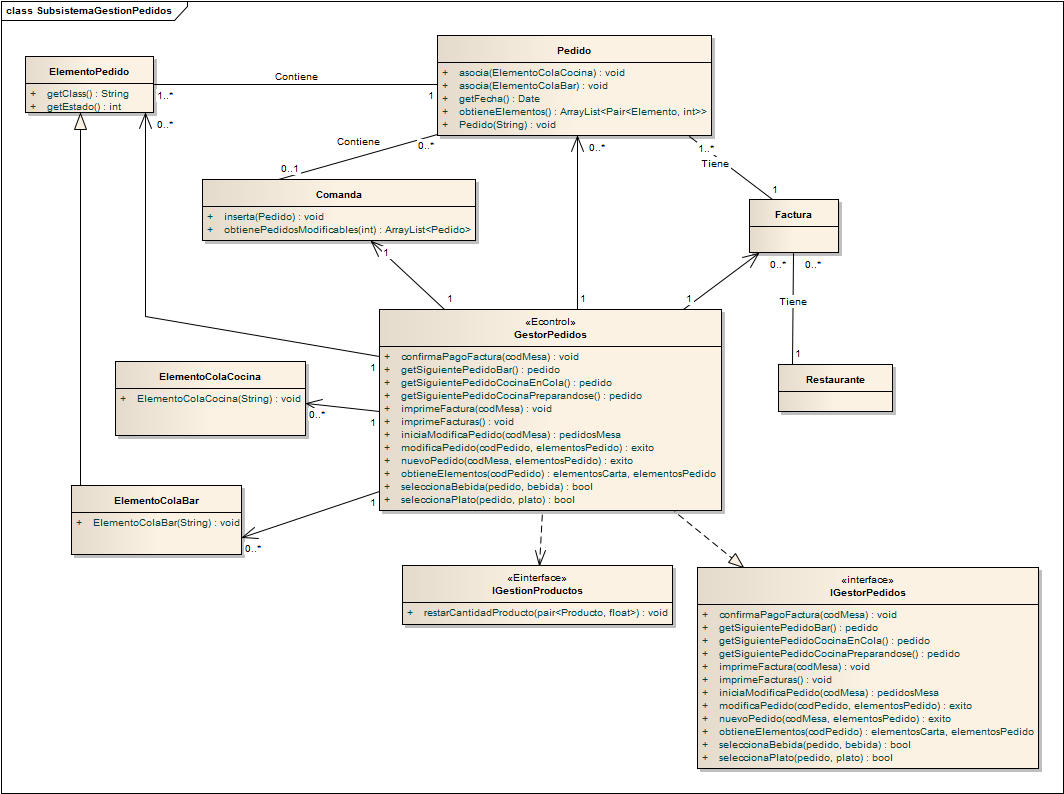 class SubsistemaGestionPedidos
ElementoPedido
+ getClass() : String
+ getEstado() : int
Contiene
1..*
1
0..*
Pedido
+ asocia(ElementoColaCocina) : void
+ asocia(ElementoColaBar) : void
+ getFecha() : Date
+ obtieneElementos() : ArrayList<Pair<Elemento, int>>
+ Pedido(String) : void
Contiene
0..1
0..*
0..*
1..*
Tiene
1
Comanda
+ inserta(Pedido) : void
+ obtienePedidosModificables(int) : ArrayList<Pedido>
Factura
1
0..*
0..*
1
1
1
Tiene
1
«Econtrol»
GestorPedidos
+ confirmaPagoFactura(codMesa) : void
+ getSiguientePedidoBar() : pedido
+ getSiguientePedidoCocinaEnCola() : pedido
+ getSiguientePedidoCocinaPreparandose() : pedido
+ imprimeFactura(codMesa) : void
+ imprimeFacturas() : void
+ iniciaModificaPedido(codMesa) : pedidosMesa
+ modificaPedido(codPedido, elementosPedido) : exito
+ nuevoPedido(codMesa, elementosPedido) : exito
+ obtieneElementos(codPedido) : elementosCarta, elementosPedido
+ seleccionaBebida(pedido, bebida) : bool
+ seleccionaPlato(pedido, plato) : bool
1
1
1
Restaurante
ElementoColaCocina
+ ElementoColaCocina(String) : void
0..*
ElementoColaBar
+ ElementoColaBar(String) : void
0..*
«Einterface»
IGestionProductos
+ restarCantidadProducto(pair<Producto, float>) : void
«interface»
IGestorPedidos
+ confirmaPagoFactura(codMesa) : void
+ getSiguientePedidoBar() : pedido
+ getSiguientePedidoCocinaEnCola() : pedido
+ getSiguientePedidoCocinaPreparandose() : pedido
+ imprimeFactura(codMesa) : void
+ imprimeFacturas() : void
+ iniciaModificaPedido(codMesa) : pedidosMesa
+ modificaPedido(codPedido, elementosPedido) : exito
+ nuevoPedido(codMesa, elementosPedido) : exito
+ obtieneElementos(codPedido) : elementosCarta, elementosPedido
+ seleccionaBebida(pedido, bebida) : bool
+ seleccionaPlato(pedido, plato) : bool